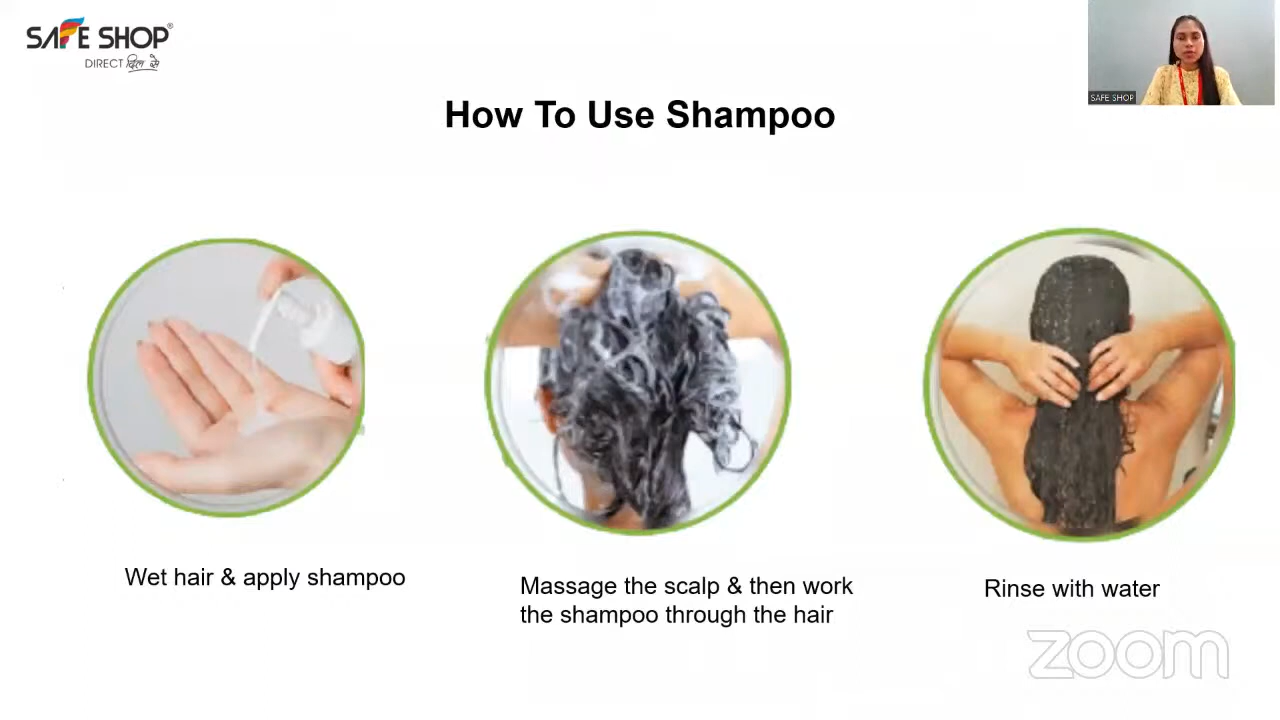 SAFE SHOP®
DIRECT दिल से
SAFE SHOP
How To Use Shampoo
Wet hair & apply shampoo
Massage the scalp & then work
the shampoo through the hair
Rinse with water
zoom